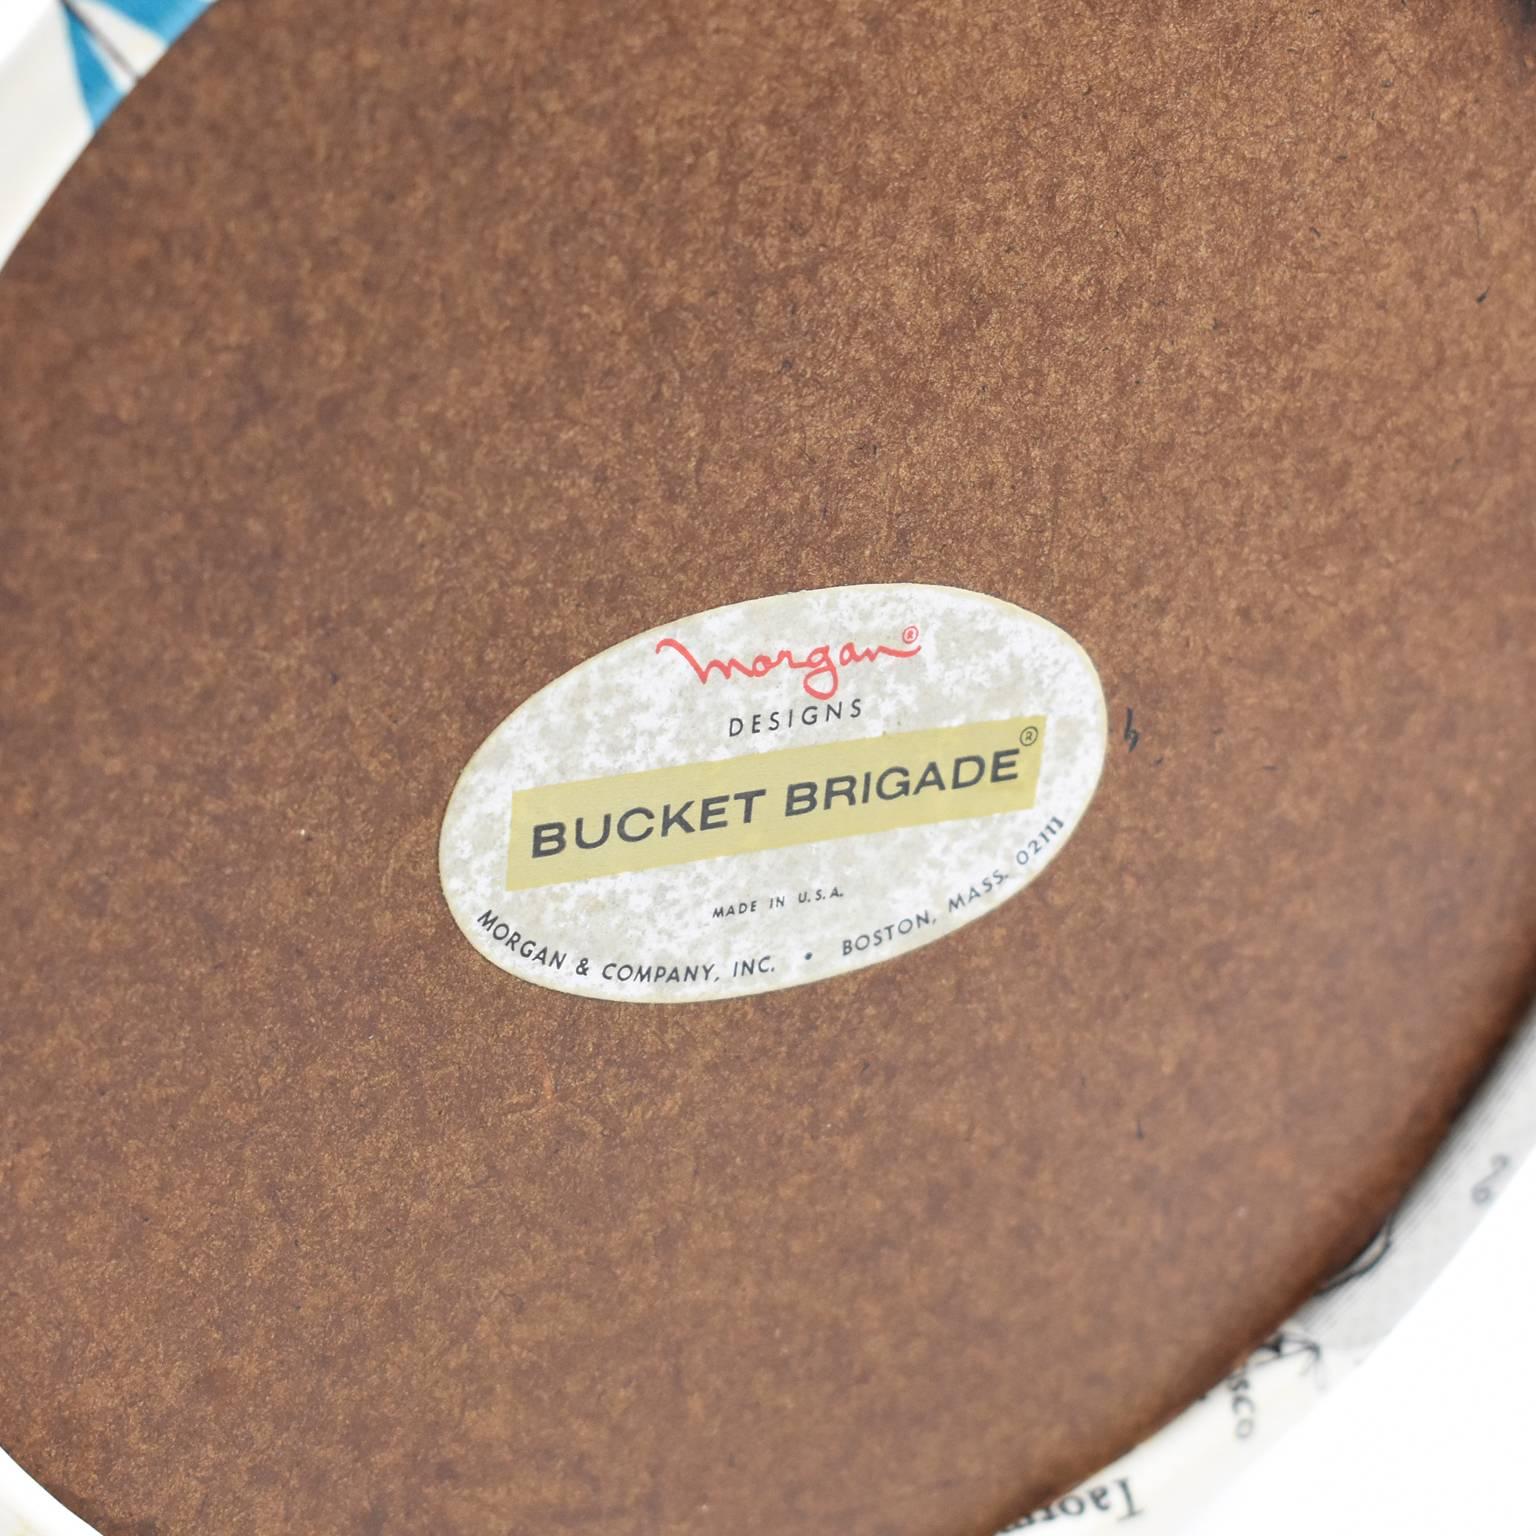 morgan®
DESIGNS
BUCKET BRIGADE®
MADE IN U.S.A.
MORGAN & COMPANY, INC. • BOSTON, MASS. 02111